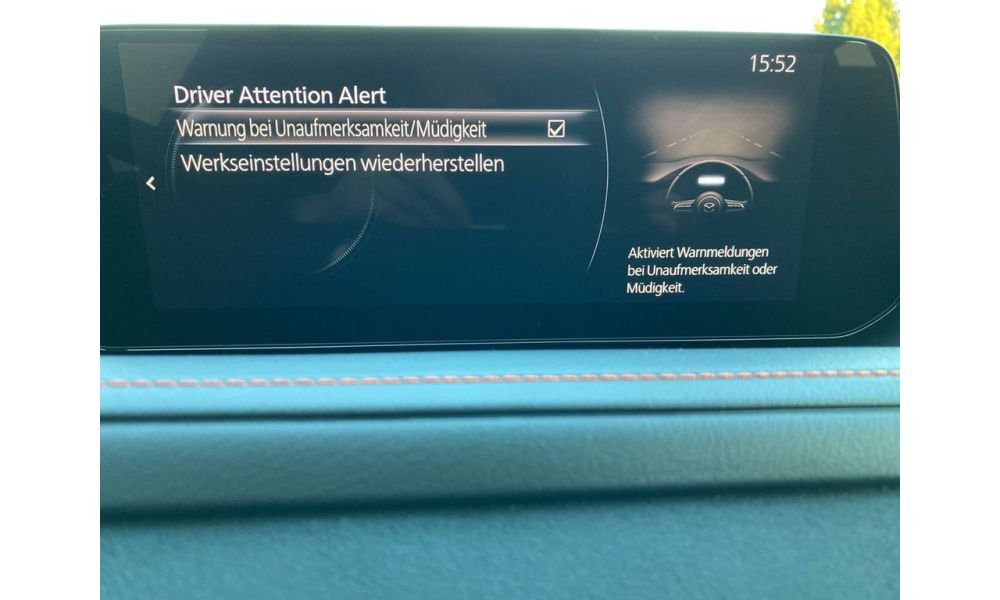 15:52
Driver Attention Alert
Warnung bei Unaufmerksamkeit/Müdigkeit
Werkseinstellungen wiederherstellen
Aktiviert Warnmeldungen
bei Unaufmerksamkeit oder
Müdigkeit.